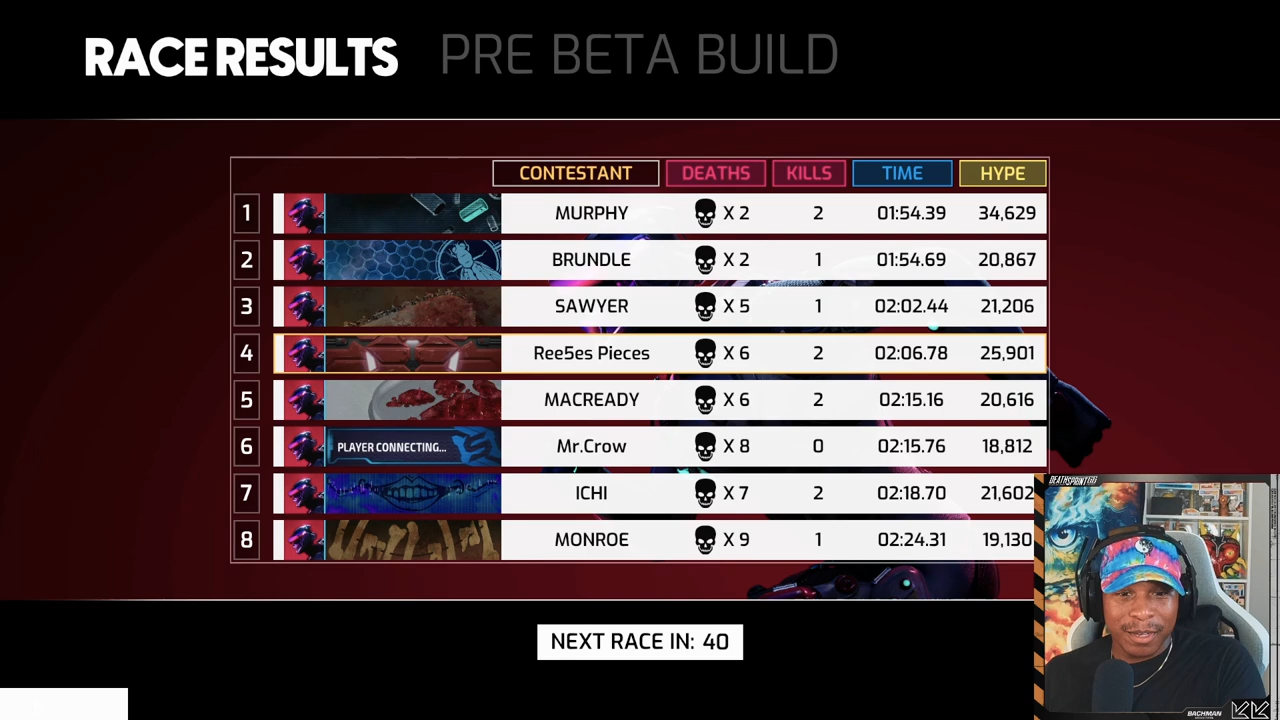 RACE RESULTS PRE BETA BUILD
CONTESTANT DEATHS KILLS TIME HYPE
1 MURPHY X 2 2 01:54.39 34,629
2 BRUNDLE X 2 1 01:54.69 20,867
3 SAWYER X 5 1 02:02.44 21,206
4 Ree5es Pieces X 6 2 02:06.78 25,901
5 MACREADY X 6 2 02:15.16 20,616
6 PLAYER CONNECTING... Mr.Crow X 8 0 02:15.76 18,812
7 ICHI X 7 2 02:18.70 21,602
8 MONROE X 9 1 02:24.31 19,130
DEATHSPRINT66
NEXT RACE IN: 40
BACHMAN